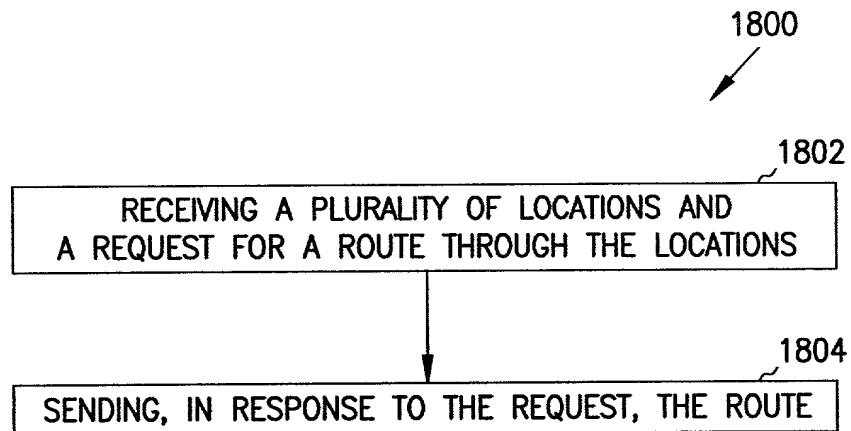 1800
1802
RECEIVING A PLURALITY OF LOCATIONS AND
A REQUEST FOR A ROUTE THROUGH THE LOCATIONS
1804
SENDING, IN RESPONSE TO THE REQUEST, THE ROUTE